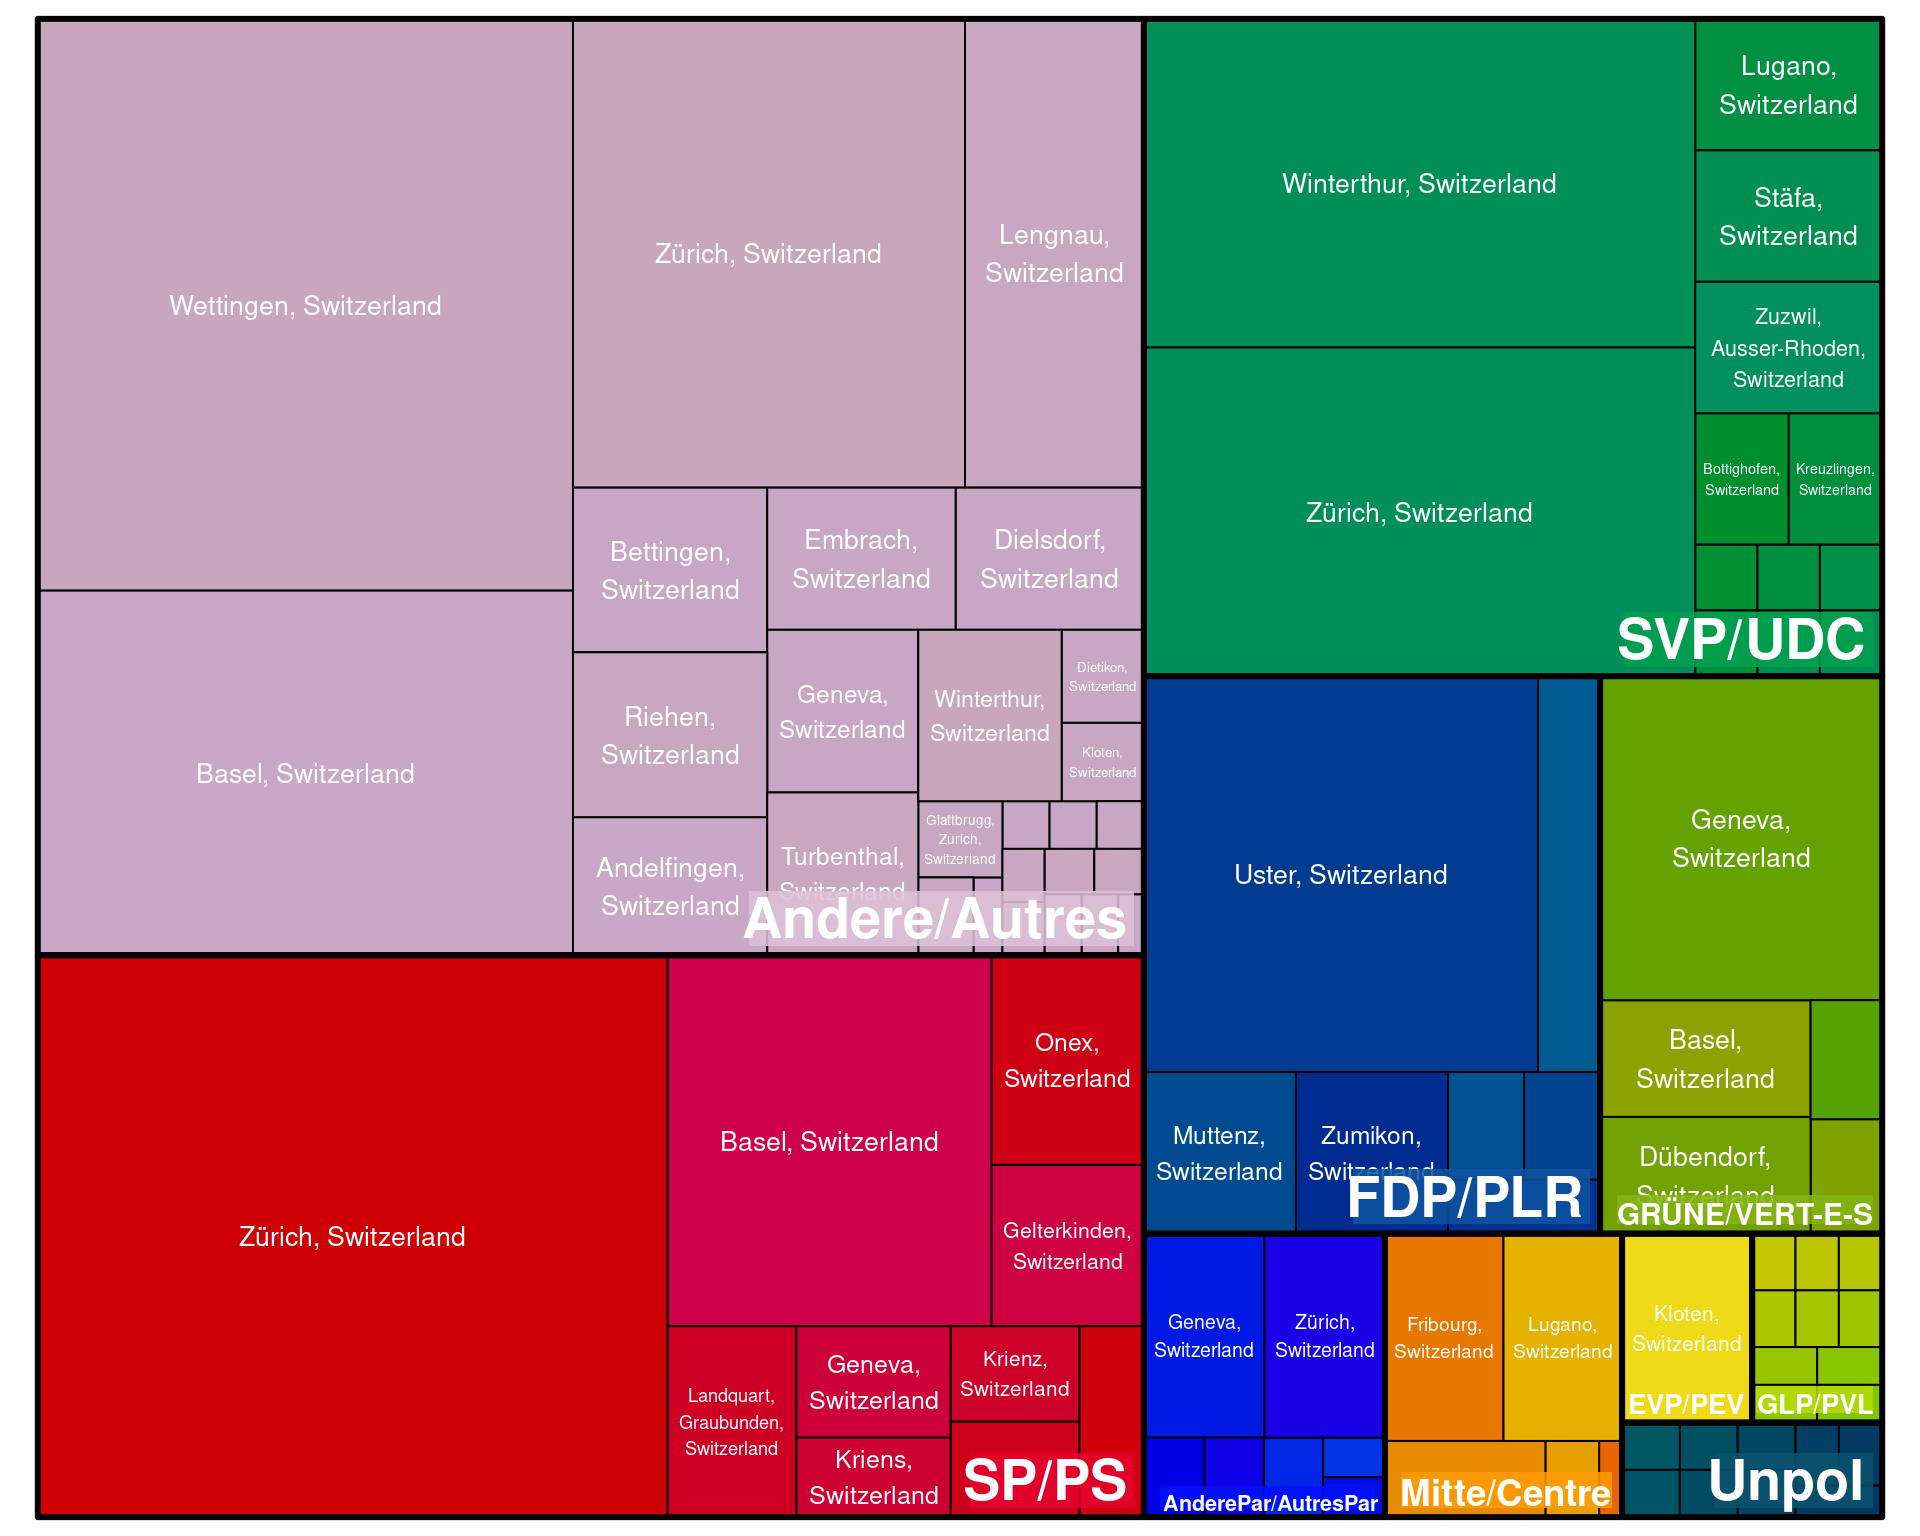 Wettingen, Switzerland
Zürich, Switzerland
Lengnau,
Switzerland
Basel, Switzerland
Bettingen,
Switzerland
Embrach,
Switzerland
Dielsdorf,
Switzerland
Riehen,
Switzerland
Geneva,
Switzerland
Winterthur,
Switzerland
Dietikon,
Switzerland
Kloten,
Switzerland
Andelfingen,
Switzerland
Turbenthal,
Switzerland
Glattbrugg,
Zurich,
Switzerland
Andere/Autres
Winterthur, Switzerland
Lugano,
Switzerland
Stäfa,
Switzerland
Zuzwil,
Ausser-Rhoden,
Switzerland
Zürich, Switzerland
Bottighofen,
Switzerland
Kreuzlingen,
Switzerland
SVP/UDC
Zürich, Switzerland
Basel, Switzerland
Onex,
Switzerland
Gelterkinden,
Switzerland
Landquart,
Graubunden,
Switzerland
Geneva,
Switzerland
Krienz,
Switzerland
Kriens,
Switzerland
SP/PS
Uster, Switzerland
Muttenz,
Switzerland
Zumikon,
Switzerland
FDP/PLR
Geneva,
Switzerland
Basel,
Switzerland
Dübendorf,
Switzerland
GRÜNE/VERT-E-S
Geneva,
Switzerland
Zürich,
Switzerland
AnderePar/AutresPar
Fribourg,
Switzerland
Lugano,
Switzerland
Mitte/Centre
Kloten,
Switzerland
EVP/PEV
GLP/PVL
Unpol